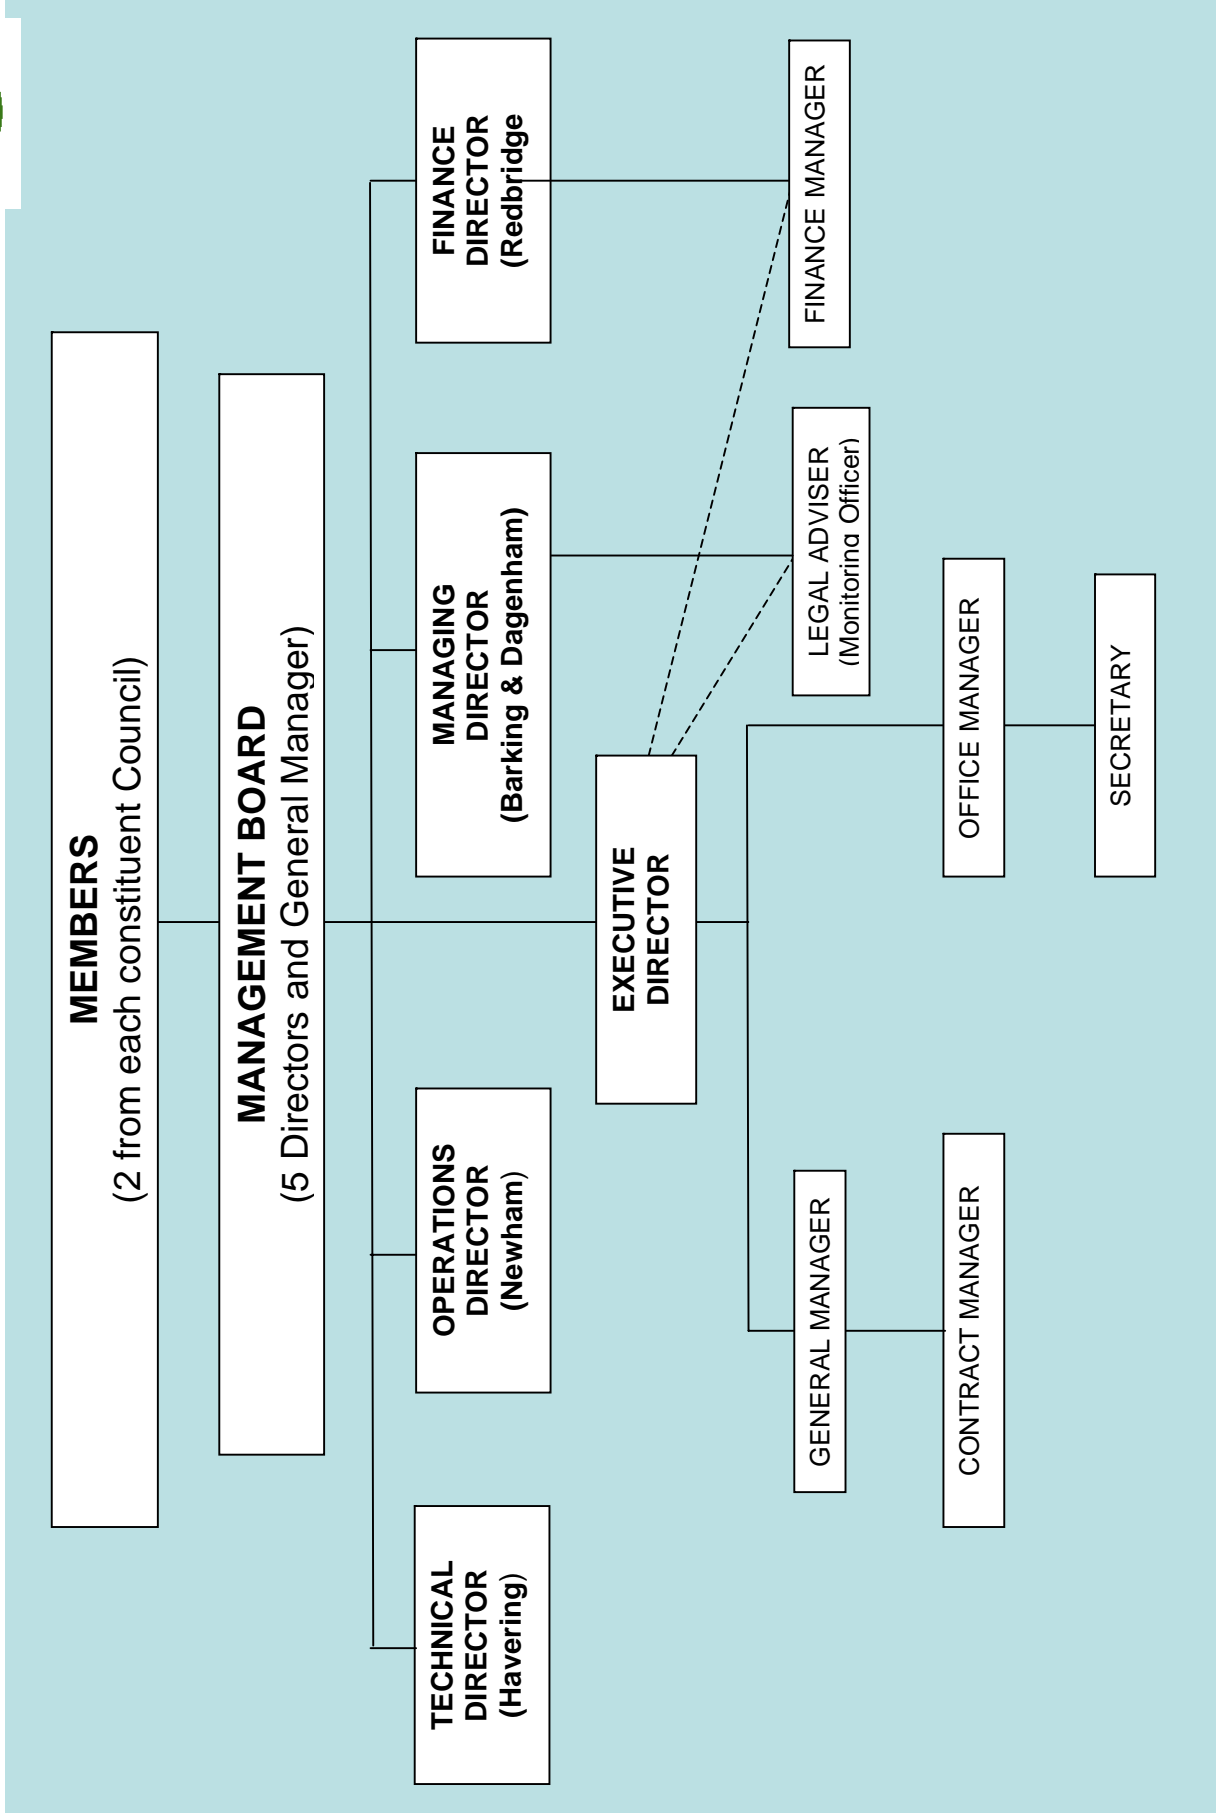 MEMBERS
(2 from each constituent Council)
MANAGEMENT BOARD
(5 Directors and General Manager)
TECHNICAL
DIRECTOR
(Havering)
OPERATIONS
DIRECTOR
(Newham)
MANAGING
DIRECTOR
(Barking & Dagenham)
FINANCE
DIRECTOR
(Redbridge
EXECUTIVE
DIRECTOR
GENERAL MANAGER
LEGAL ADVISER
(Monitoring Officer)
FINANCE MANAGER
CONTRACT MANAGER
OFFICE MANAGER
SECRETARY